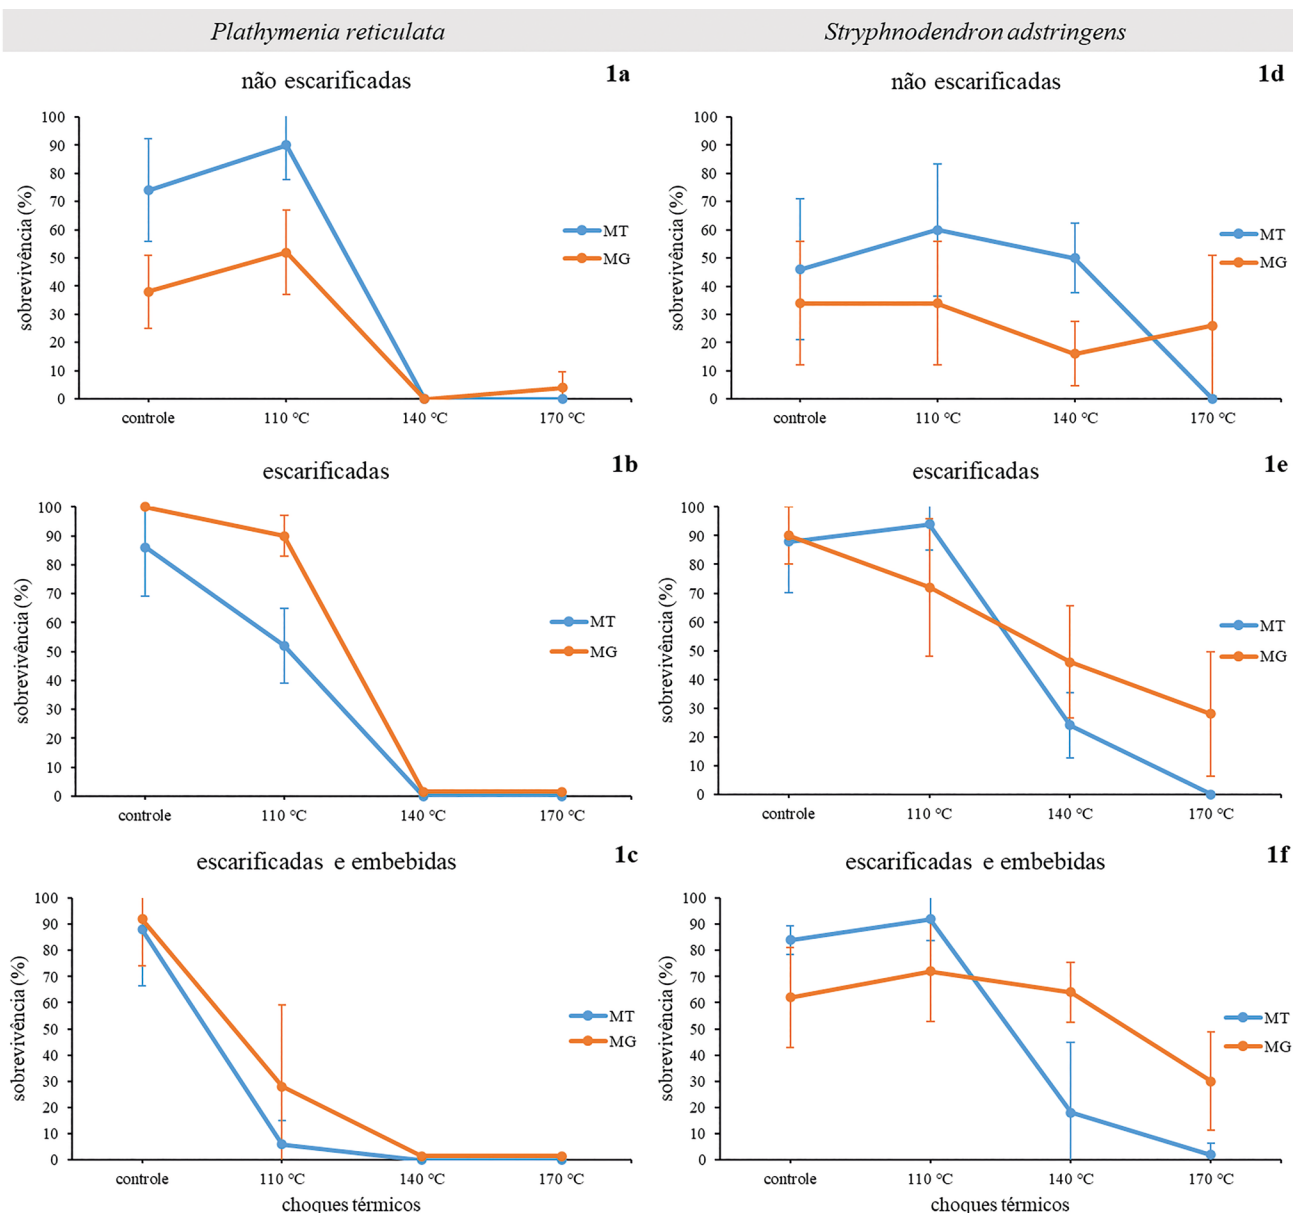 Plathymenia reticulata
Stryphnodendron adstringens
não escarificadas
1a
sobrevivência (%)
100
90
80
70
60
50
40
30
20
10
0
controle 110 °C 140 °C 170 °C
MT
MG
não escarificadas
1d
sobrevivência (%)
100
90
80
70
60
50
40
30
20
10
0
controle 110 °C 140 °C 170 °C
MT
MG
escarificadas
1b
sobrevivência (%)
100
90
80
70
60
50
40
30
20
10
0
controle 110 °C 140 °C 170 °C
MT
MG
escarificadas
1e
sobrevivência (%)
100
90
80
70
60
50
40
30
20
10
0
controle 110 °C 140 °C 170 °C
MT
MG
escarificadas e embebidas
1c
sobrevivência (%)
100
90
80
70
60
50
40
30
20
10
0
controle 110 °C 140 °C 170 °C
choques térmicos
MT
MG
escarificadas e embebidas
1f
sobrevivência (%)
100
90
80
70
60
50
40
30
20
10
0
controle 110 °C 140 °C 170 °C
choques térmicos
MT
MG